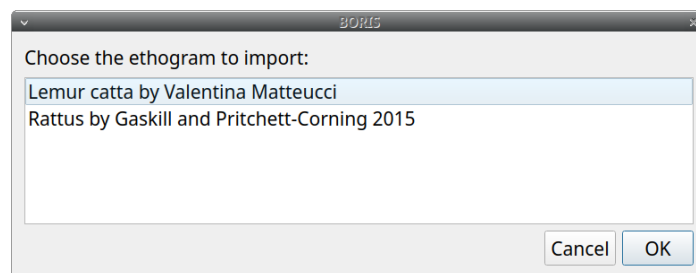 BORIS
Choose the ethogram to import:
Lemur catta by Valentina Matteucci
Rattus by Gaskill and Pritchett-Corning 2015
Cancel OK